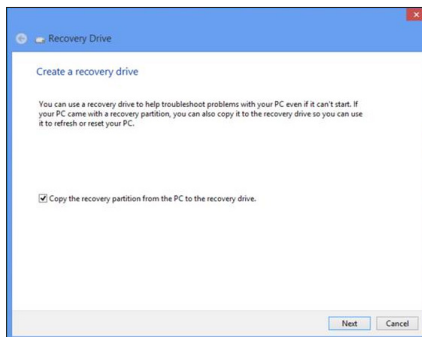 Recovery Drive
Create a recovery drive
You can use a recovery drive to help troubleshoot problems with your PC even if it can't start. If
your PC came with a recovery partition, you can also copy it to the recovery drive so you can use
it to refresh or reset your PC.
Copy the recovery partition from the PC to the recovery drive.
Next Cancel